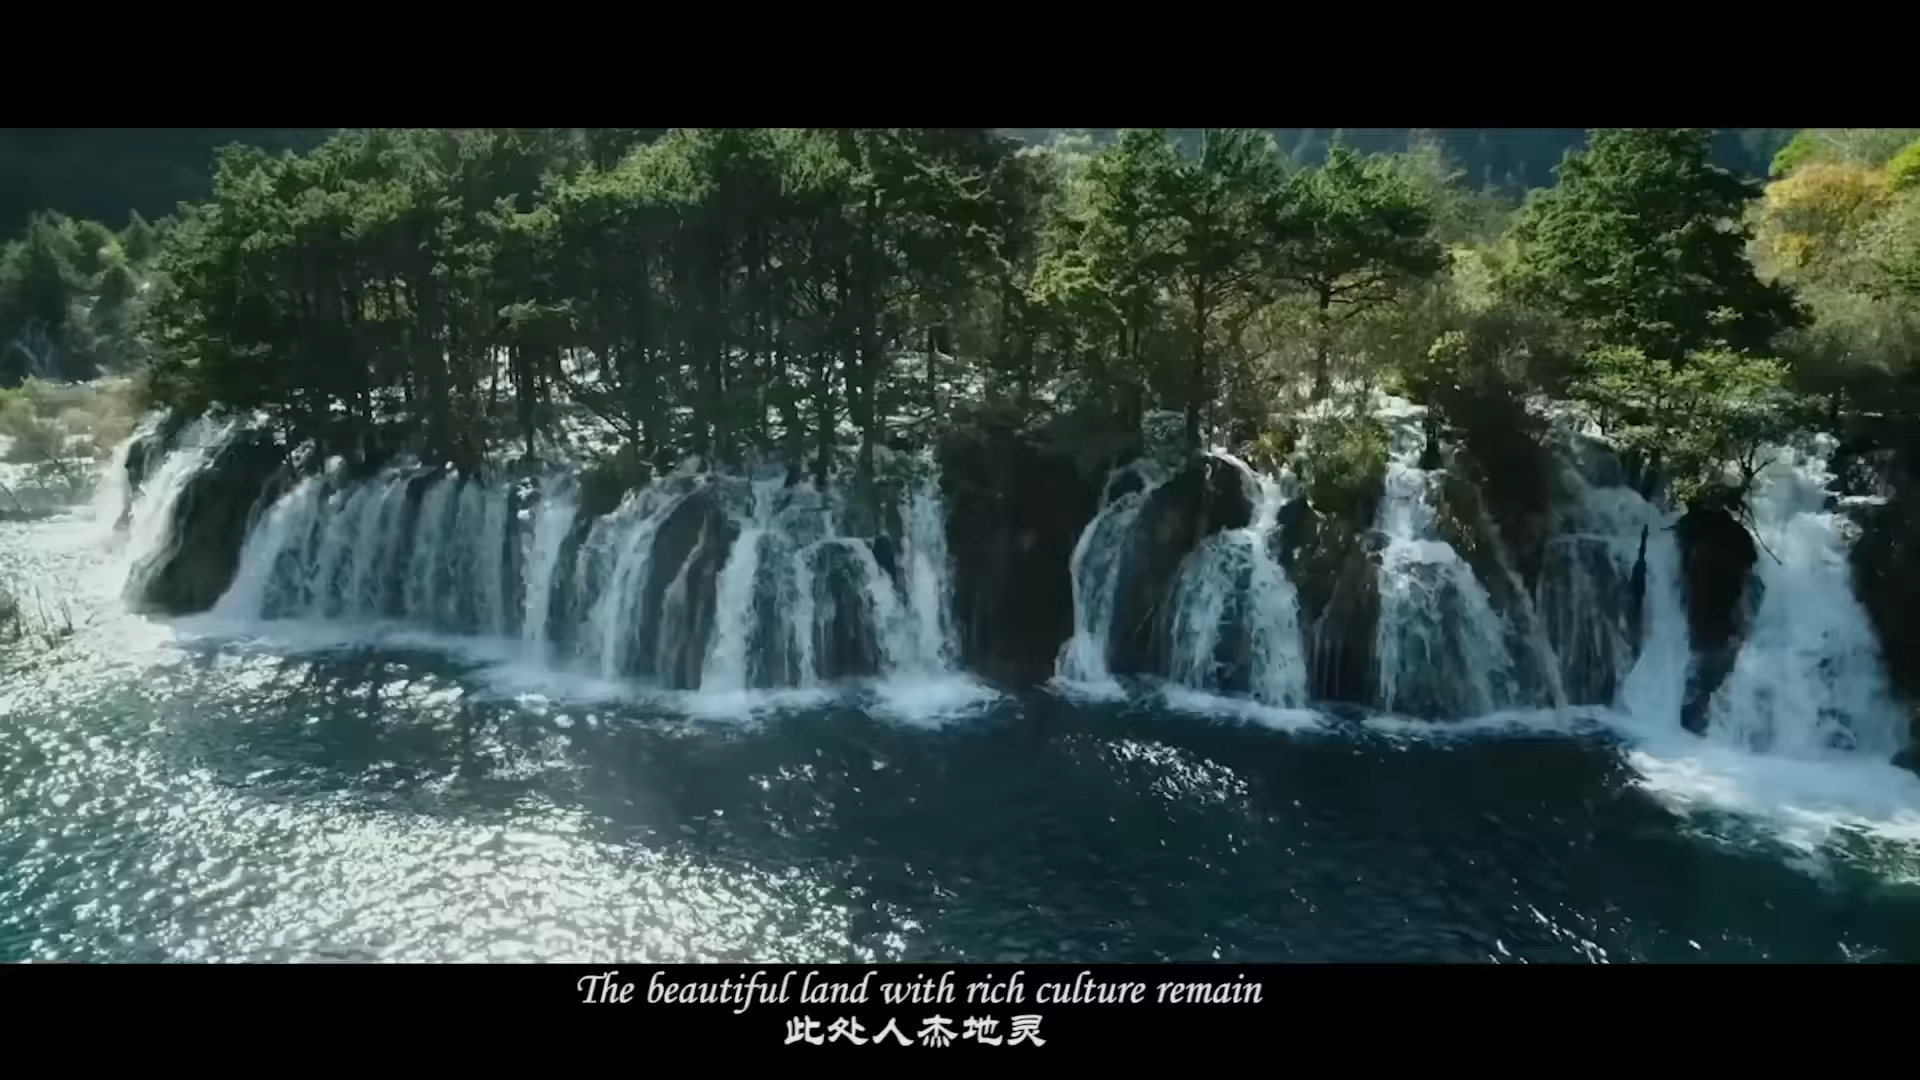 The beautiful land with rich culture remain
此处人杰地灵